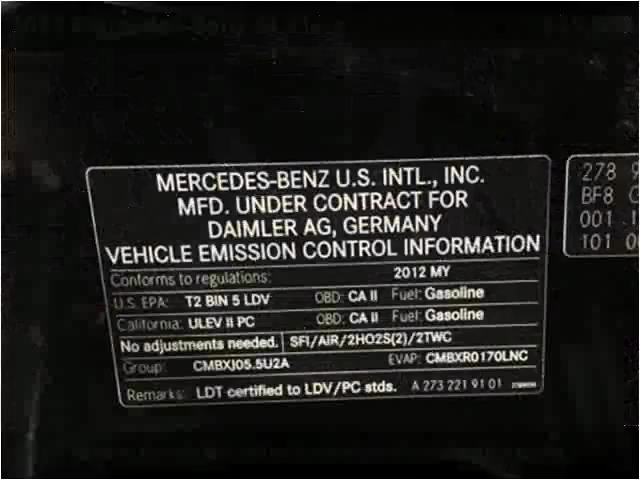 MERCEDES-BENZ U.S. INTL., INC.
MFD. UNDER CONTRACT FOR
DAIMLER AG, GERMANY
VEHICLE EMISSION CONTROL INFORMATION
Conforms to regulations: 2012 MY
U.S. EPA: T2 BIN 5 LDV OBD: CA II Fuel: Gasoline
California: ULEV II PC OBD: CA II Fuel: Gasoline
No adjustments needed. SFI/AIR/2HO2S(2)/2TWC
Group: CMBXJ05.5U2A EVAP: CMBXR0170LNC
Remarks: LDT certified to LDV/PC stds. A 273 221 91 01
278 9
BF8
001
T01 0